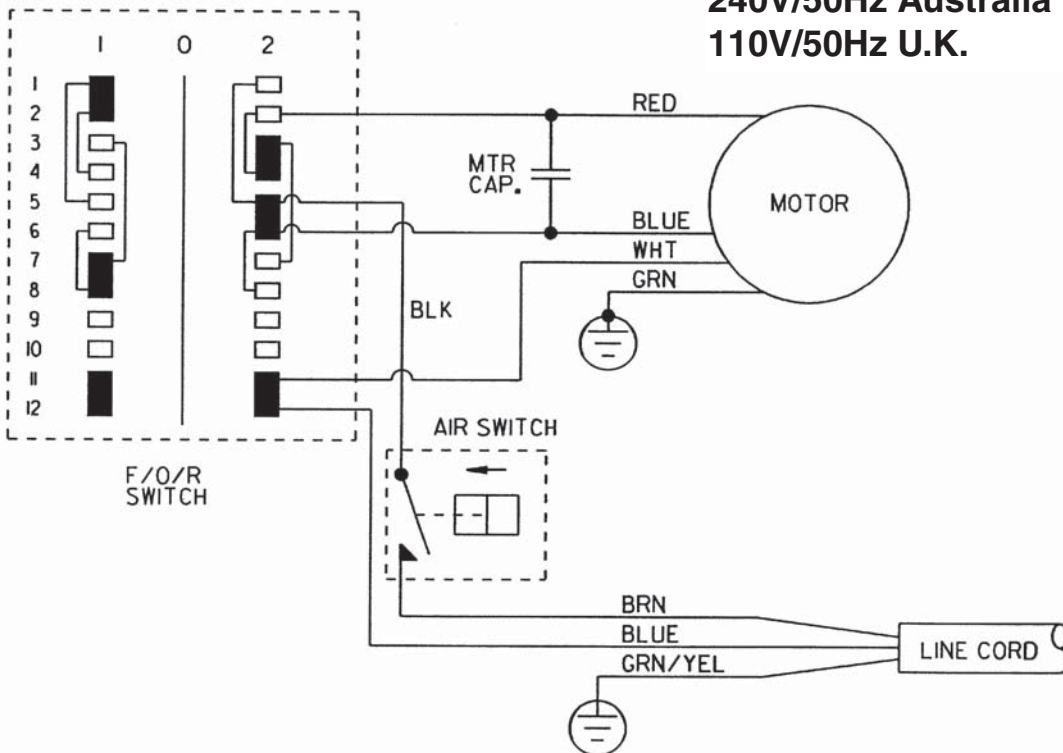 240V/50Hz Australia
110V/50Hz U.K.
1 0 2
1
2
3
4
5
6
7
8
9
10
11
12
RED
MTR
CAP.
MOTOR
BLUE
WHT
GRN
BLK
F/O/R
SWITCH
AIR SWITCH
BRN
BLUE
GRN/YEL
LINE CORD